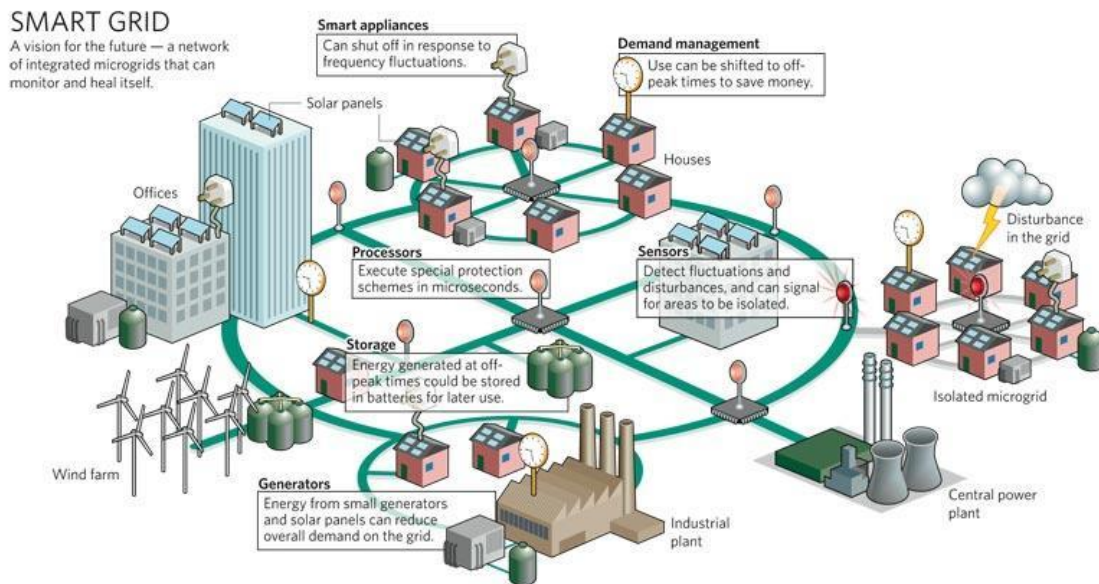 SMART GRID
A vision for the future — a network
of integrated microgrids that can
monitor and heal itself.
Smart appliances
Can shut off in response to
frequency fluctuations.
Demand management
Use can be shifted to off-
peak times to save money.
Solar panels
Houses
Offices
Disturbance
in the grid
Processors
Execute special protection
schemes in microseconds.
Sensors
Detect fluctuations and
disturbances, and can signal
for areas to be isolated.
Storage
Energy generated at off-
peak times could be stored
in batteries for later use.
Isolated microgrid
Wind farm
Generators
Energy from small generators
and solar panels can reduce
overall demand on the grid.
Industrial
plant
Central power
plant